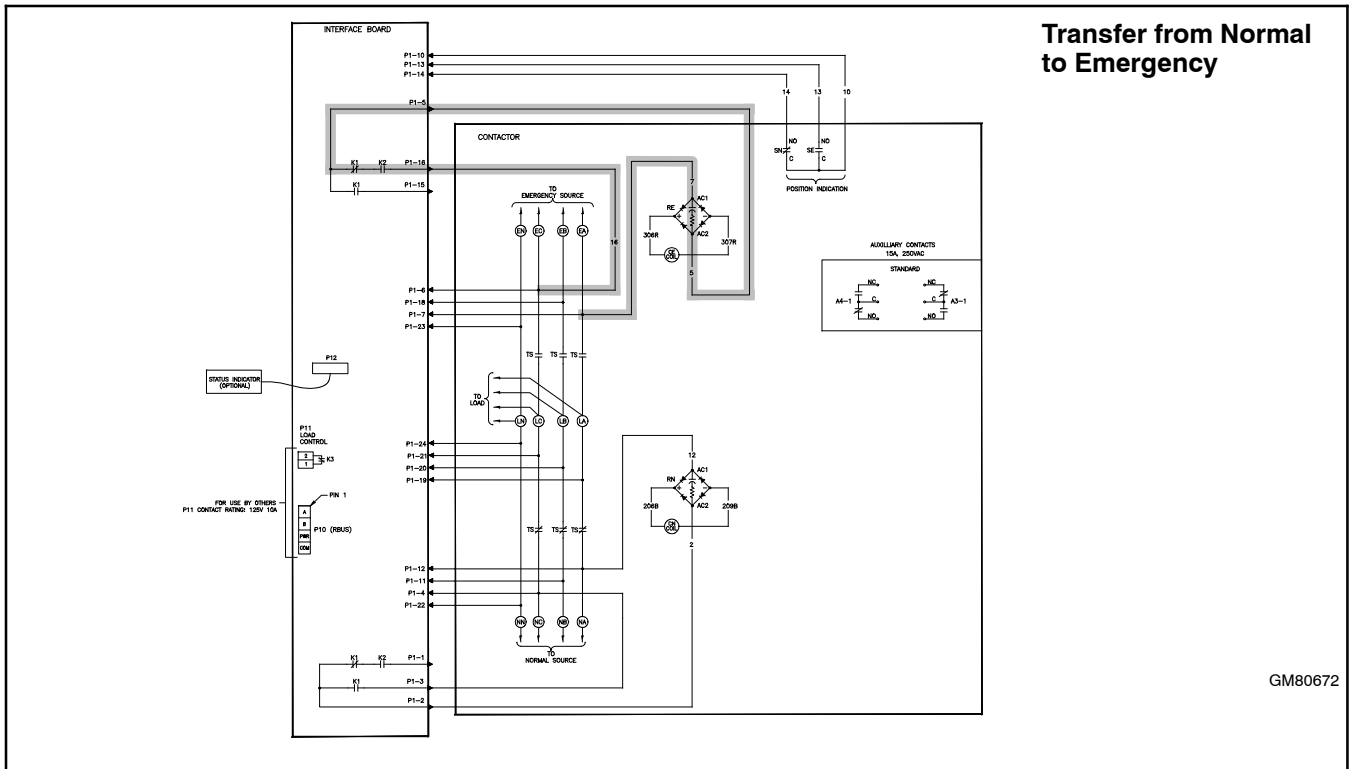 Transfer from Normal
to Emergency
INTERFACE BOARD
P1-10
P1-13
P1-14
14
13
10
P1-5
CONTACTOR
NO
NO
SN
SE
C
C
POSITION INDICATION
K1
K2
P1-16
K1
P1-15
7
TO
EMERGENCY SOURCE
AC1
RE
EN
EC
EB
EA
16
306R
307R
AC2
CE
COIL
5
AUXILIARY CONTACTS
15A, 250VAC
STANDARD
NC
NC
A4-1
C
C
A3-1
NO
NO
P1-6
P1-18
P1-7
P1-23
TS
TS
TS
P12
STATUS INDICATOR
(OPTIONAL)
TO
LOAD
LN
LC
LB
LA
P11
LOAD
CONTROL
2
1
K3
P1-24
P1-21
P1-20
P1-19
12
AC1
RN
206B
209B
AC2
CN
COIL
2
PIN 1
FOR USE BY OTHERS
P11 CONTACT RATING: 125V 10A
A
B
PWR
COM
P10 (RBUS)
TS
TS
TS
P1-12
P1-11
P1-4
P1-22
NN
NC
NB
NA
TO
NORMAL SOURCE
K1
K2
P1-1
K1
P1-3
P1-2
GM80672